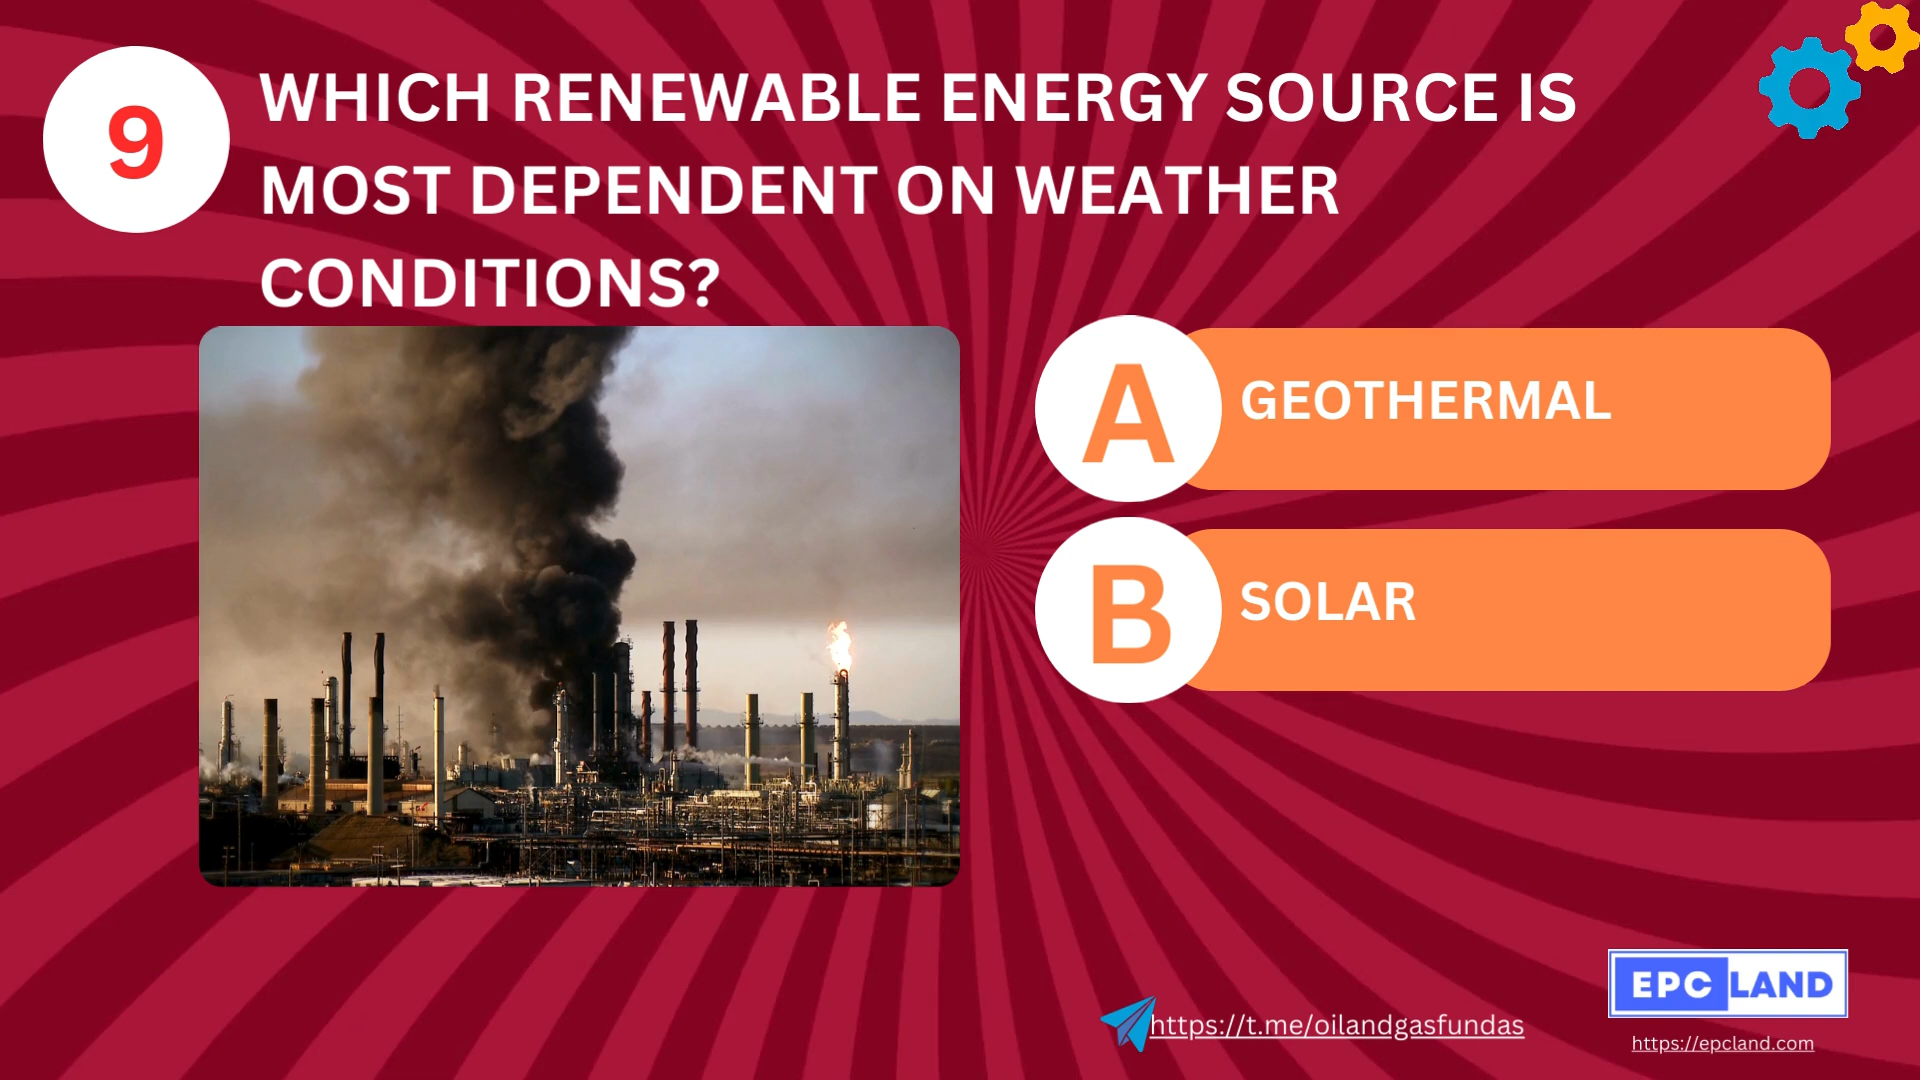 9
WHICH RENEWABLE ENERGY SOURCE IS
MOST DEPENDENT ON WEATHER
CONDITIONS?
A
GEOTHERMAL
B
SOLAR
https://t.me/oilandgasfundas
EPC LAND
https://epcland.com